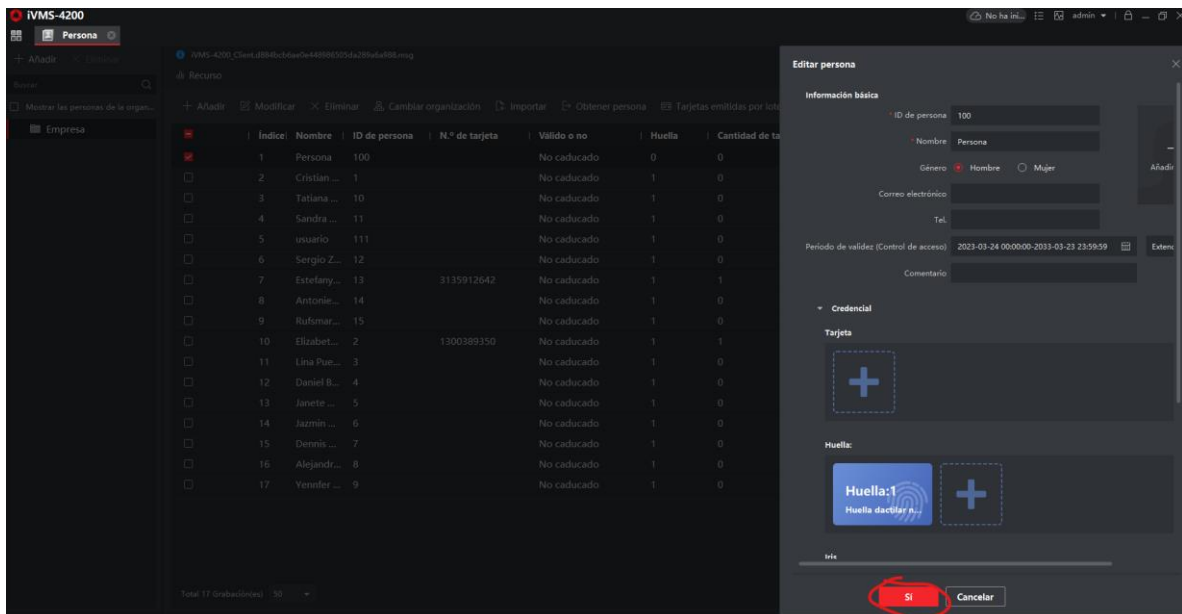 iVMS-4200
No ha ini... admin
Persona
+ Añadir × Eliminar
Buscar
Mostrar las personas de la organ...
Empresa
Recurso
+ Añadir Modificar × Eliminar Cambiar organización Importar Obtener persona Tarjetas emitidas por lote
Índice Nombre ID de persona N.º de tarjeta Válido o no Huella Cantidad de ta
1 Persona 100 No caducado 0 0
2 Cristian ... 1 No caducado 1 0
3 Tatiana ... 10 No caducado 1 0
4 Sandra ... 11 No caducado 1 0
5 usuario 111 No caducado 1 0
6 Sergio Z... 12 No caducado 1 0
7 Estefany... 13 3135912642 No caducado 1 1
8 Antonie... 14 No caducado 1 0
9 Rufsmar... 15 No caducado 1 0
10 Elizabet... 2 1300389350 No caducado 1 1
11 Lina Pue... 3 No caducado 1 0
12 Daniel B... 4 No caducado 1 0
13 Janete ... 5 No caducado 1 0
14 Jazmin ... 6 No caducado 1 0
15 Dennis ... 7 No caducado 1 0
16 Alejandr... 8 No caducado 1 0
17 Yennfer ... 9 No caducado 1 0
Total 17 Grabación(es) 50
Editar persona
Información básica
* ID de persona 100
* Nombre Persona
Género Hombre Mujer
Añadir
Correo electrónico
Tel.
Periodo de validez (Control de acceso) 2023-03-24 00:00:00-2033-03-23 23:59:59 Extend
Comentario
Credencial
Tarjeta
Huella:
Huella:1
Huella dactilar n...
Iris
Sí Cancelar